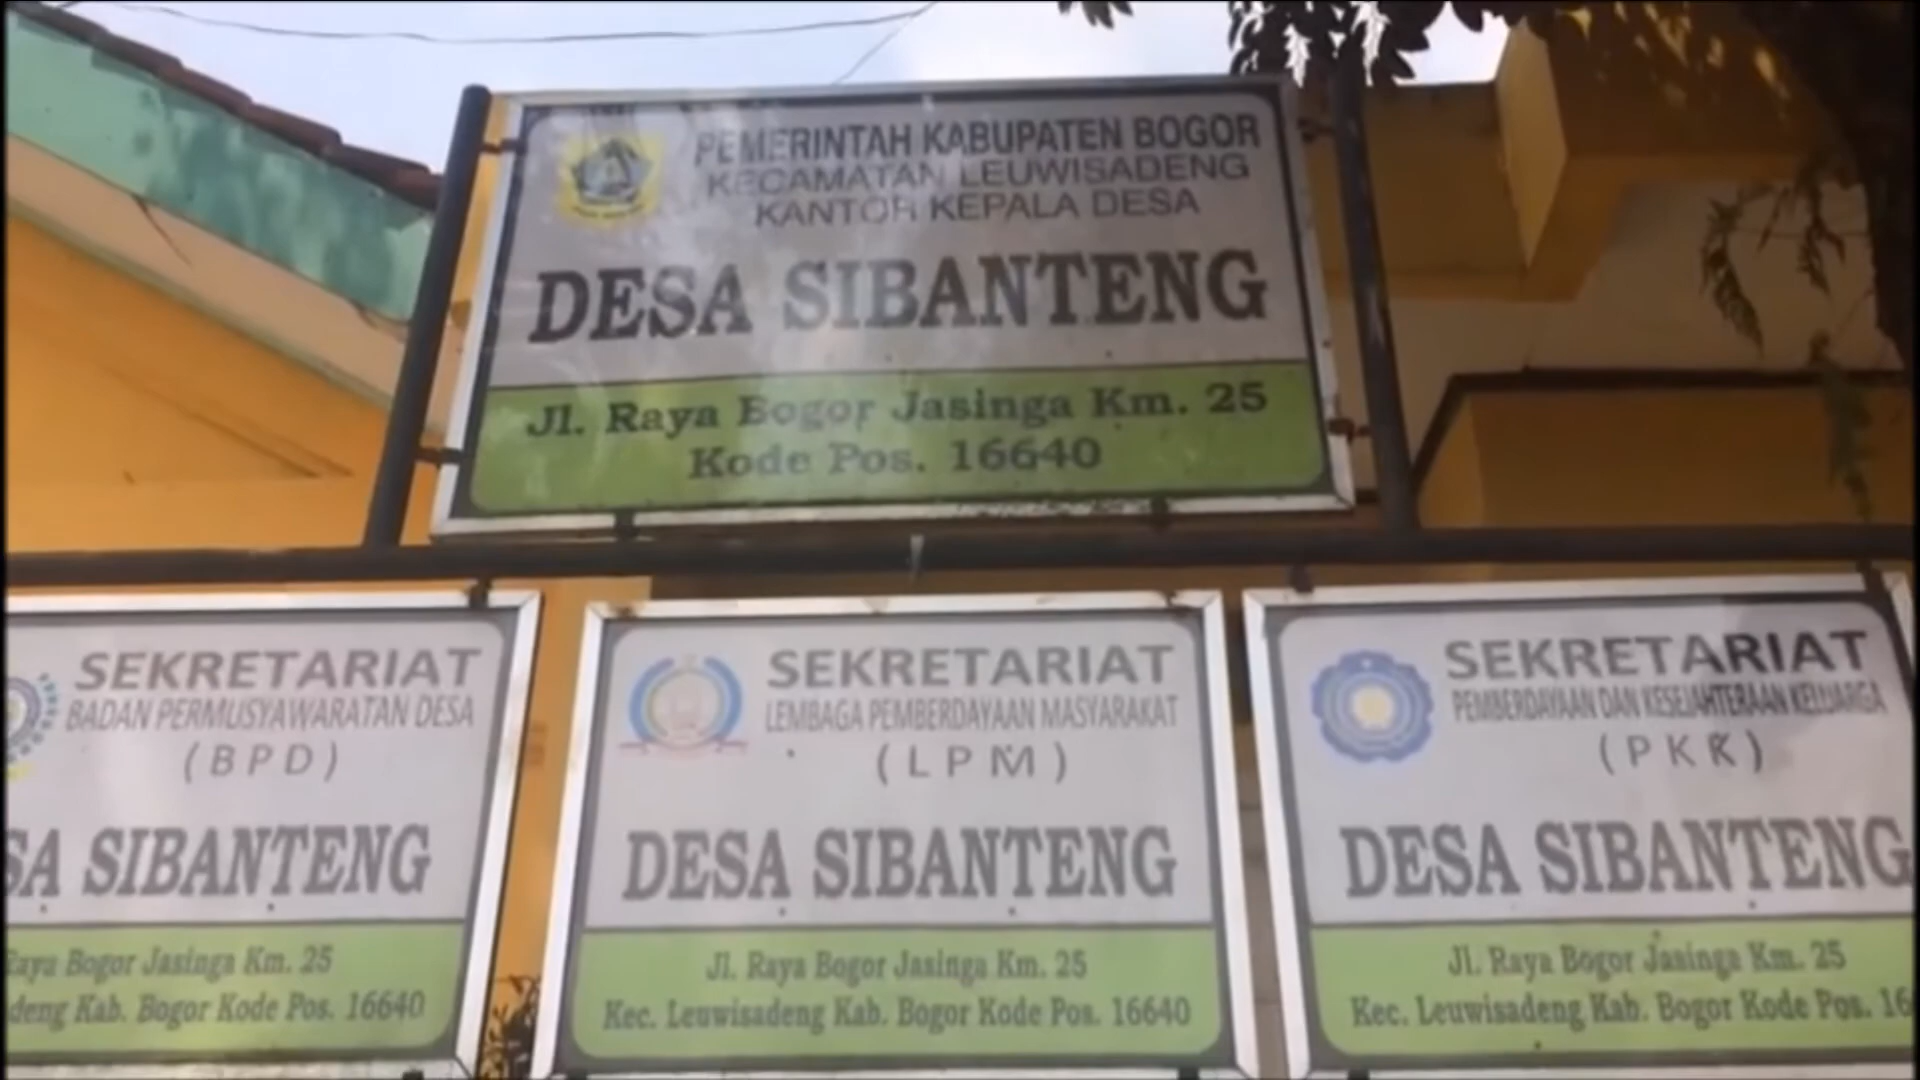 PEMERINTAH KABUPATEN BOGOR
KECAMATAN LEUWISADENG
KANTOR KEPALA DESA
DESA SIBANTENG
Jl. Raya Bogor Jasinga Km. 25
Kode Pos. 16640
SEKRETARIAT
BADAN PERMUSYAWARATAN DESA
(BPD)
SA SIBANTENG
Raya Bogor Jasinga Km. 25
deng Kab. Bogor Kode Pos. 16640
SEKRETARIAT
LEMBAGA PEMBERDAYAAN MASYARAKAT
(LPM)
DESA SIBANTENG
Jl. Raya Bogor Jasinga Km. 25
Kec. Leuwisadeng Kab. Bogor Kode Pos. 16640
SEKRETARIAT
PEMBERDAYAAN DAN KESEJAHTERAAN KELUARGA
(PKK)
DESA SIBANTENG
Jl. Raya Bogor Jasinga Km. 25
Kec. Leuwisadeng Kab. Bogor Kode Pos. 16